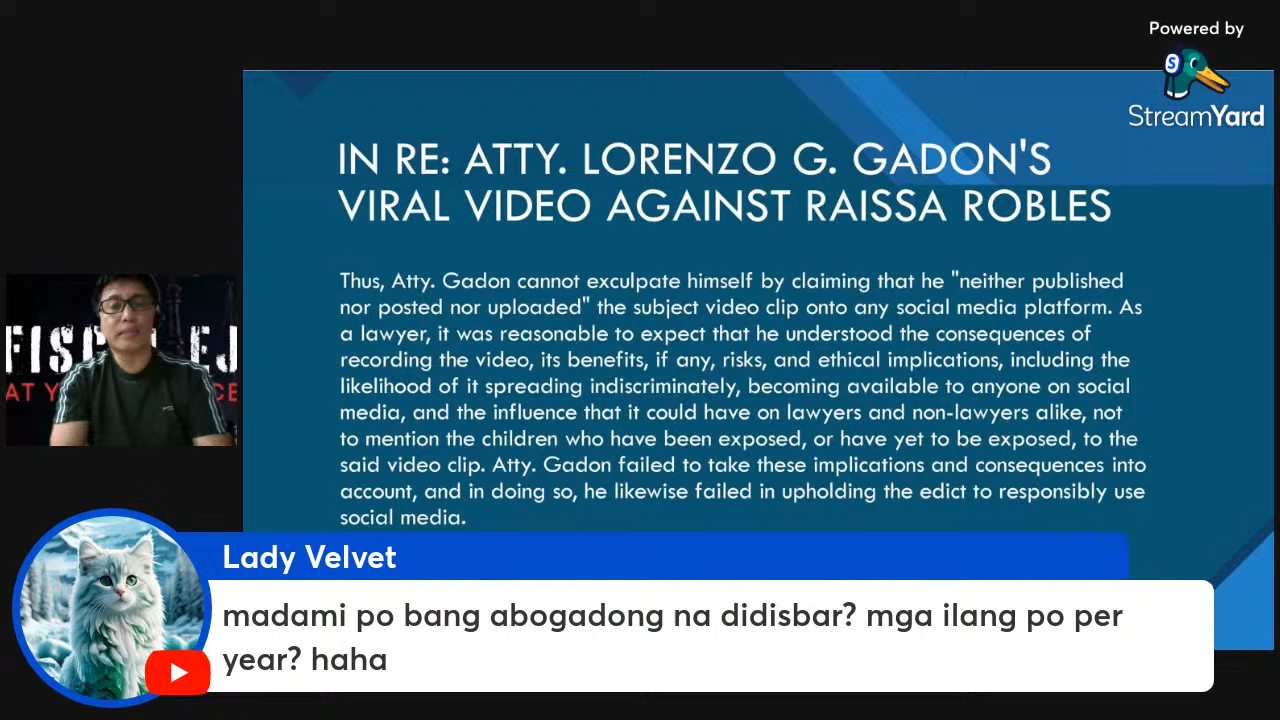 Powered by
StreamYard
IN RE: ATTY. LORENZO G. GADON'S
VIRAL VIDEO AGAINST RAISSA ROBLES
Thus, Atty. Gadon cannot exculpate himself by claiming that he "neither published
nor posted nor uploaded" the subject video clip onto any social media platform. As
a lawyer, it was reasonable to expect that he understood the consequences of
recording the video, its benefits, if any, risks, and ethical implications, including the
likelihood of it spreading indiscriminately, becoming available to anyone on social
media, and the influence that it could have on lawyers and non-lawyers alike, not
to mention the children who have been exposed, or have yet to be exposed, to the
said video clip. Atty. Gadon failed to take these implications and consequences into
account, and in doing so, he likewise failed in upholding the edict to responsibly use
social media.
Lady Velvet
madami po bang abogadong na didisbar? mga ilang po per
year? haha